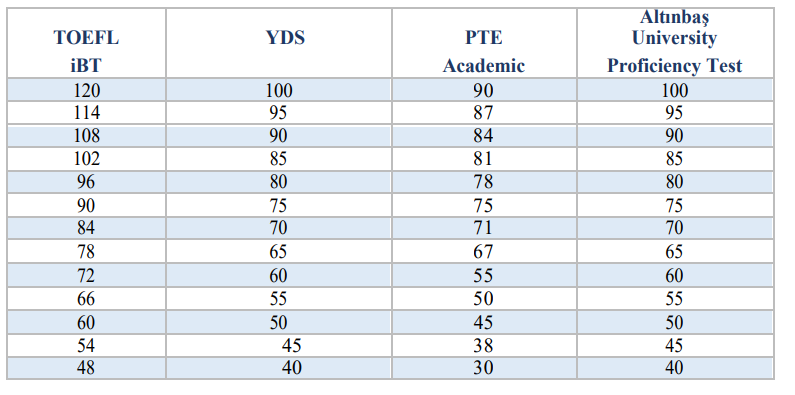 TOEFL iBT | YDS | PTE Academic | Altınbaş University Proficiency Test
120 | 100 | 90 | 100
114 | 95 | 87 | 95
108 | 90 | 84 | 90
102 | 85 | 81 | 85
96 | 80 | 78 | 80
90 | 75 | 75 | 75
84 | 70 | 71 | 70
78 | 65 | 67 | 65
72 | 60 | 55 | 60
66 | 55 | 50 | 55
60 | 50 | 45 | 50
54 | 45 | 38 | 45
48 | 40 | 30 | 40